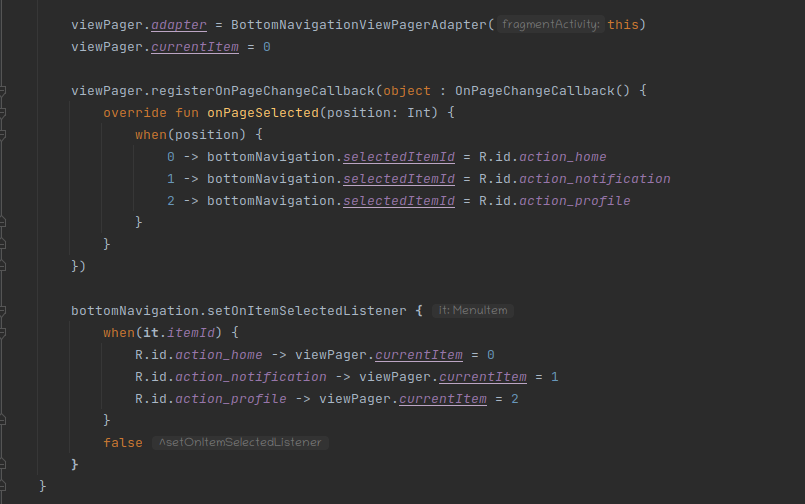 viewPager.adapter = BottomNavigationViewPagerAdapter( fragmentActivity: this)
viewPager.currentItem = 0
viewPager.registerOnPageChangeCallback(object : OnPageChangeCallback() {
override fun onPageSelected(position: Int) {
when(position) {
0 -> bottomNavigation.selectedItemId = R.id.action_home
1 -> bottomNavigation.selectedItemId = R.id.action_notification
2 -> bottomNavigation.selectedItemId = R.id.action_profile
}
}
})
bottomNavigation.setOnItemSelectedListener { it: MenuItem
when(it.itemId) {
R.id.action_home -> viewPager.currentItem = 0
R.id.action_notification -> viewPager.currentItem = 1
R.id.action_profile -> viewPager.currentItem = 2
}
false ^setOnItemSelectedListener
}
}